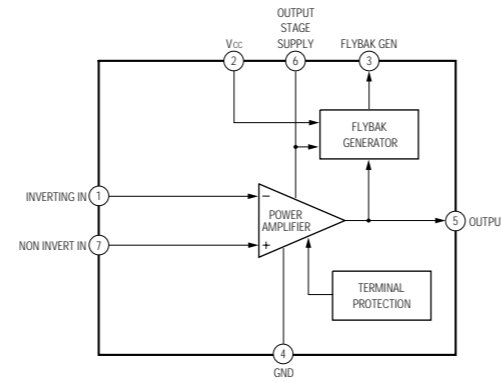 OUTPUT
STAGE
SUPPLY
Vcc
FLYBAK GEN
2
6
3
FLYBAK
GENERATOR
INVERTING IN
1
−
POWER
AMPLIFIER
5
OUTPU
NON INVERT IN
7
+
TERMINAL
PROTECTION
4
GND